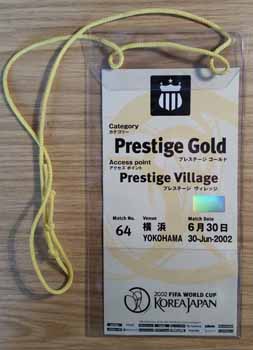 Category
カテゴリー
Prestige Gold
プレステージ ゴールド
Access point
アクセス ポイント
Prestige Village
プレステージ ヴィレッジ
Match No. Venue Match Date
64 横浜 6月30日
YOKOHAMA 30-Jun-2002
2002 FIFA WORLD CUP
KOREAJAPAN